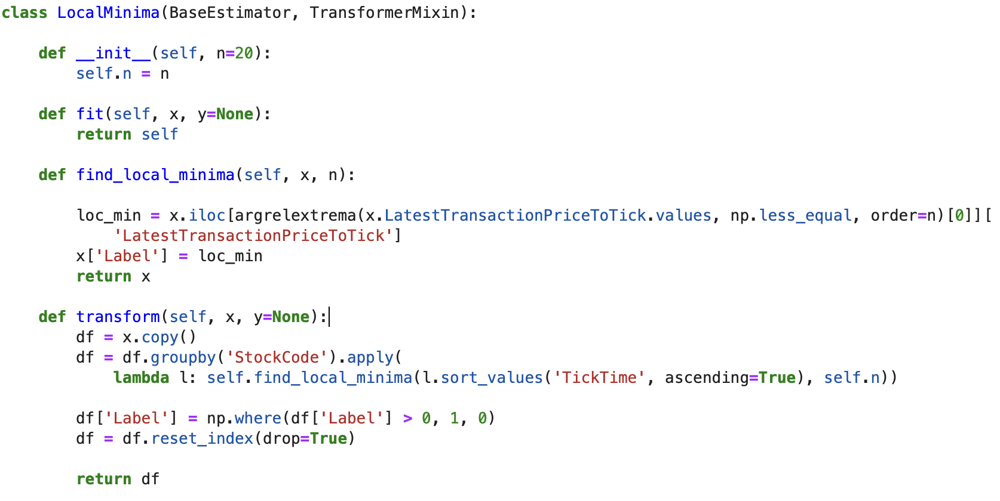 class LocalMinima(BaseEstimator, TransformerMixin):
    def __init__(self, n=20):
        self.n = n
    def fit(self, x, y=None):
        return self
    def find_local_minima(self, x, n):
        loc_min = x.iloc[argrelextrema(x.LatestTransactionPriceToTick.values, np.less_equal, order=n)[0]][
            'LatestTransactionPriceToTick']
        x['Label'] = loc_min
        return x
    def transform(self, x, y=None):
        df = x.copy()
        df = df.groupby('StockCode').apply(
            lambda l: self.find_local_minima(l.sort_values('TickTime', ascending=True), self.n))
        df['Label'] = np.where(df['Label'] > 0, 1, 0)
        df = df.reset_index(drop=True)
        return df